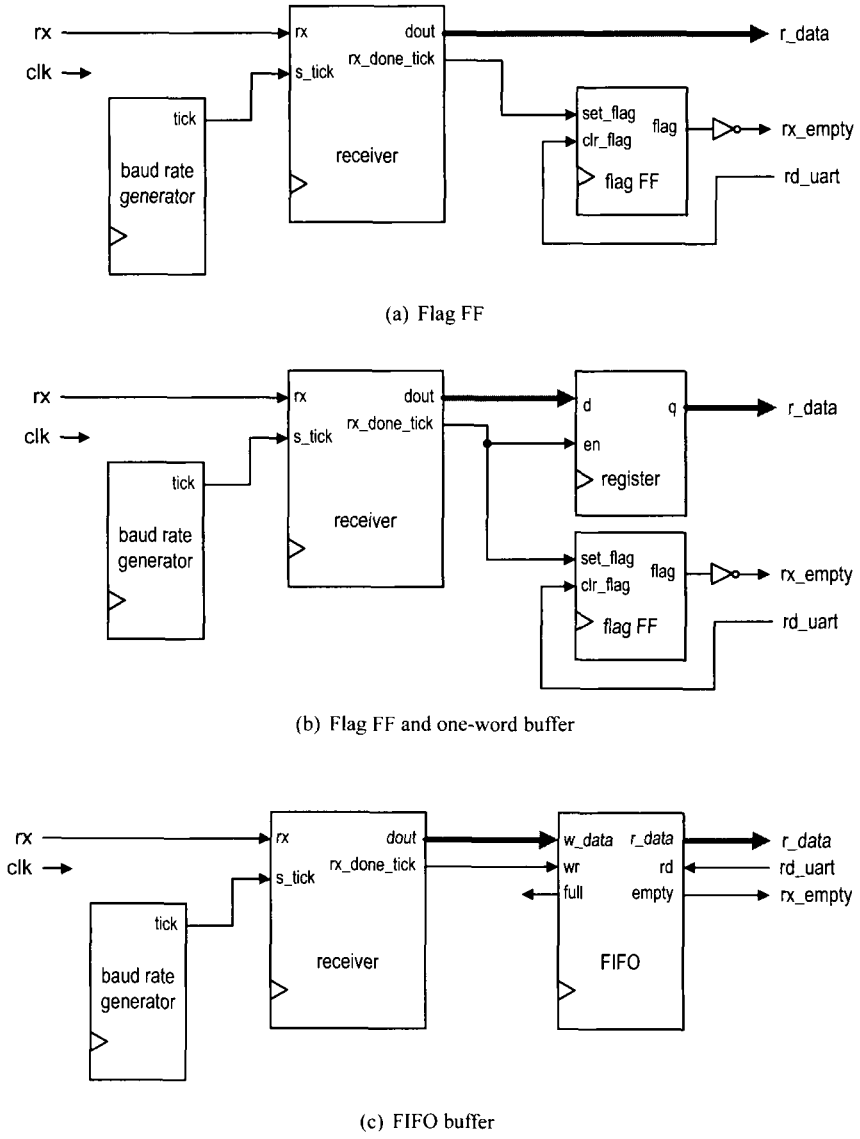 rx
rx
dout
r_data
rx_done_tick
clk
s_tick
tick
set_flag
flag
rx_empty
clr_flag
baud rate
generator
receiver
flag FF
rd_uart
(a) Flag FF
rx
rx
dout
d
q
r_data
clk
s_tick
rx_done_tick
en
tick
register
baud rate
generator
receiver
set_flag
flag
rx_empty
clr_flag
flag FF
rd_uart
(b) Flag FF and one-word buffer
rx
rx
dout
w_data
r_data
r_data
clk
rx_done_tick
wr
rd
rd_uart
s_tick
full
empty
rx_empty
tick
baud rate
generator
receiver
FIFO
(c) FIFO buffer